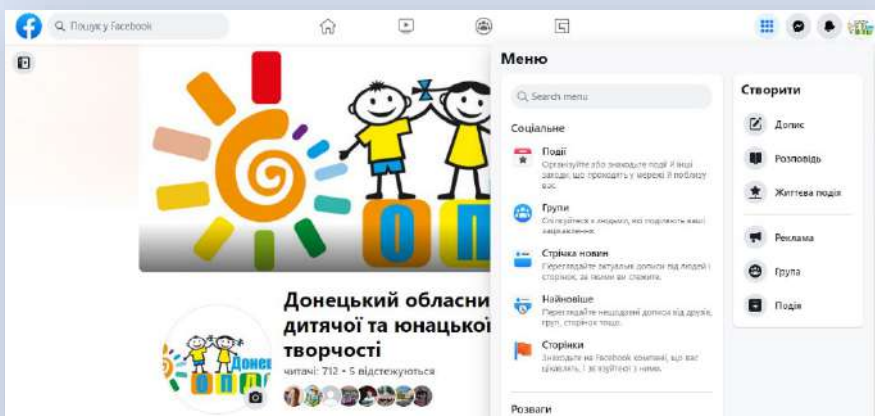 Пошук у Facebook
Меню
Search menu
Соціальне
Події
Організуйте або знаходьте події й інші
заходи, що проходять у мережі й поблизу
вас.
Групи
Спілкуйтеся з людьми, які поділяють ваші
зацікавлення.
Стрічка новин
Переглядайте актуальні дописи від людей і
сторінок, за якими ви стежите.
Найновіше
Переглядайте нещодавні дописи від друзів,
груп, сторінок тощо.
Сторінки
Знаходьте на Facebook компанії, що вас
цікавлять, і зв'язуйтеся з ними.
Розваги
Створити
Допис
Розповідь
Життєва подія
Реклама
Група
Подія
ОП
Донецький обласни
дитячої та юнацької
творчості
читачі: 712 • 5 відстежуються
Донец